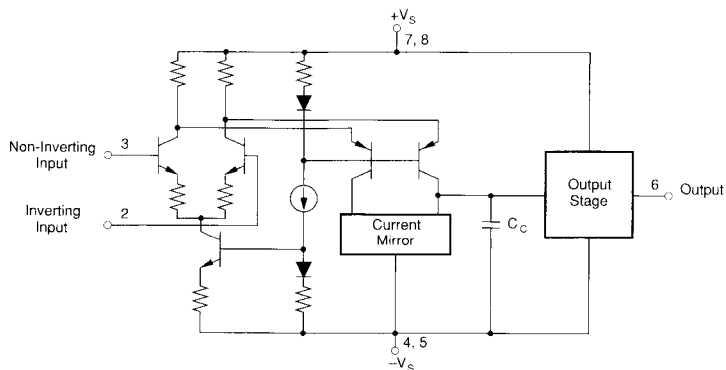 +V_S
7, 8
Non-Inverting
Input
3
Inverting
Input
2
Current
Mirror
C_C
Output
Stage
6
Output
4, 5
–V_S